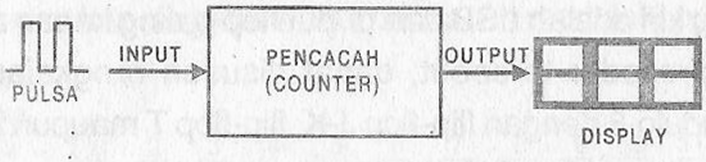 INPUT
PENCACAH
(COUNTER)
OUTPUT
PULSA
DISPLAY